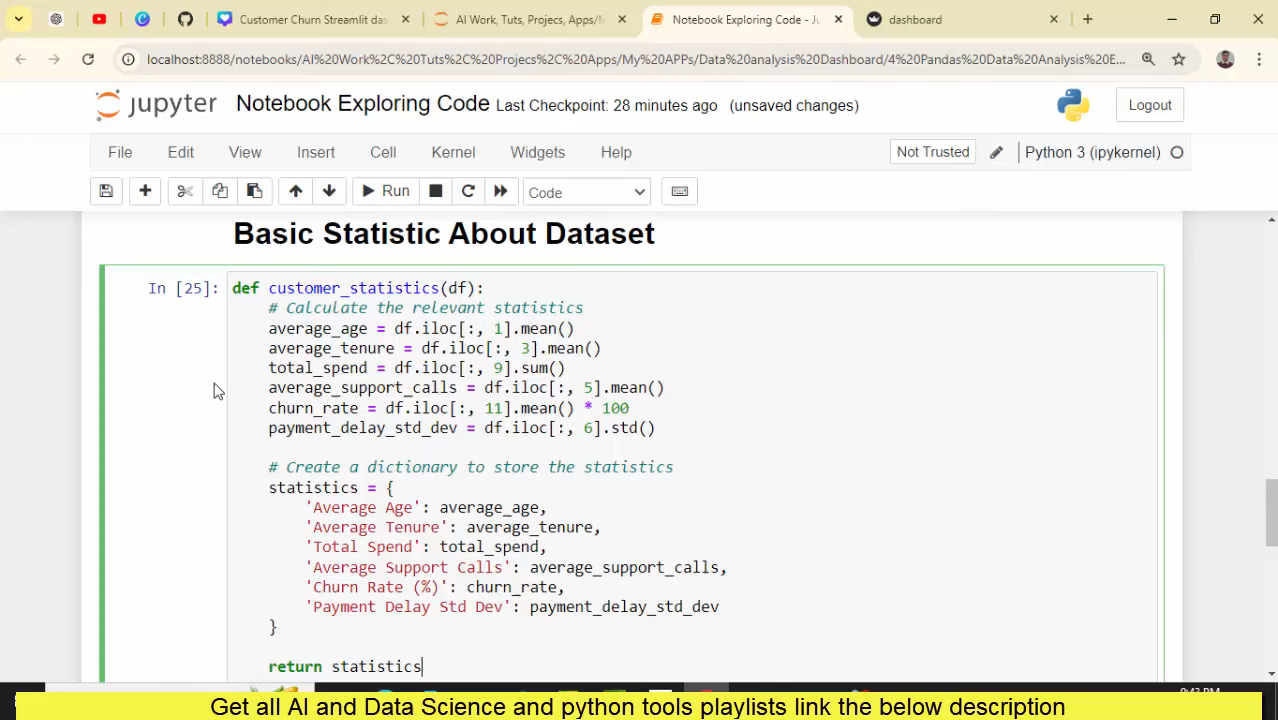 Customer Churn Streamlit das
AI Work, Tuts, Projecs, Apps/M
Notebook Exploring Code - Ju
dashboard
localhost:8888/notebooks/AI%20Work%2C%20Tuts%2C%20Projecs%2C%20Apps/My%20APPs/Data%20analysis%20Dashboard/4%20Pandas%20Data%20Analysis%20E...
jupyter Notebook Exploring Code Last Checkpoint: 28 minutes ago (unsaved changes)
Logout
File Edit View Insert Cell Kernel Widgets Help
Not Trusted
Python 3 (ipykernel)
Run
Code
Basic Statistic About Dataset
In [25]:
def customer_statistics(df):
# Calculate the relevant statistics
average_age = df.iloc[:, 1].mean()
average_tenure = df.iloc[:, 3].mean()
total_spend = df.iloc[:, 9].sum()
average_support_calls = df.iloc[:, 5].mean()
churn_rate = df.iloc[:, 11].mean() * 100
payment_delay_std_dev = df.iloc[:, 6].std()
# Create a dictionary to store the statistics
statistics = {
'Average Age': average_age,
'Average Tenure': average_tenure,
'Total Spend': total_spend,
'Average Support Calls': average_support_calls,
'Churn Rate (%)': churn_rate,
'Payment Delay Std Dev': payment_delay_std_dev
}
return statistics
Get all AI and Data Science and python tools playlists link the below description